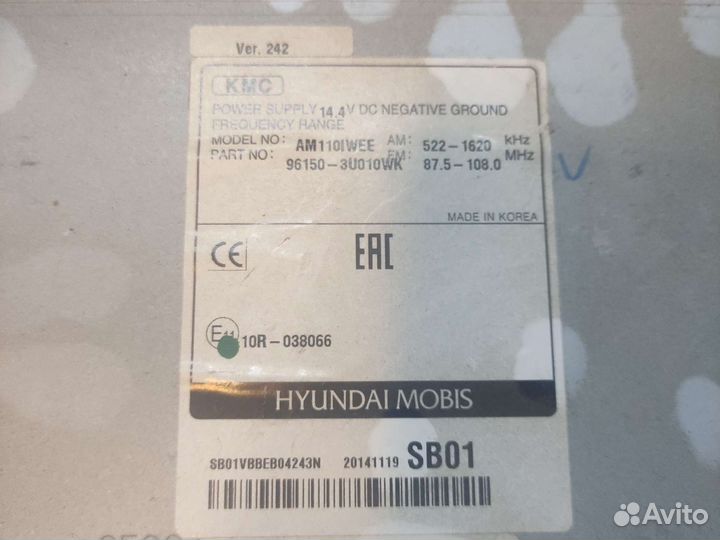 Ver. 242
KMC
POWER SUPPLY 14.4V DC NEGATIVE GROUND
FREQUENCY RANGE
MODEL NO: AM110IWEE AM: 522-1620 kHz
PART NO: 96150-3U010WK FM: 87.5-108.0 MHz
V
MADE IN KOREA
CE
EAC
E11 10R-038066
HYUNDAI MOBIS
SB01VBBEB04243N 20141119 SB01
Avito